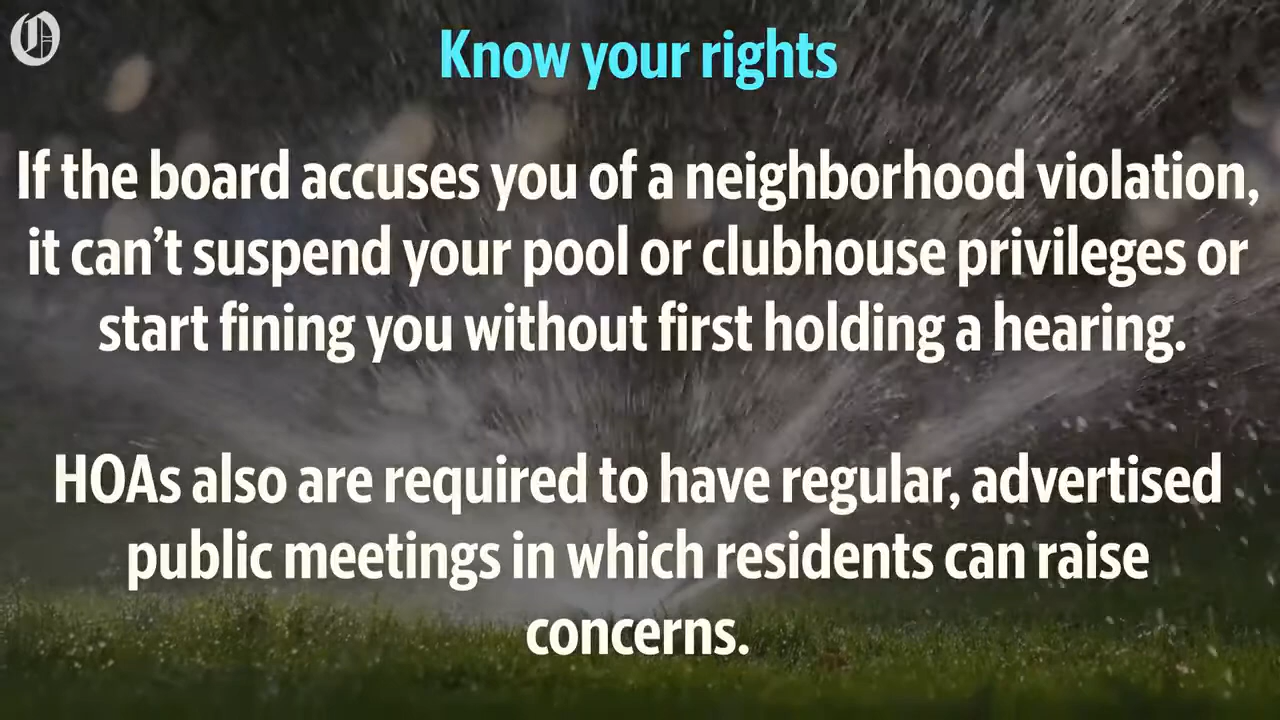 O
Know your rights
If the board accuses you of a neighborhood violation,
it can’t suspend your pool or clubhouse privileges or
start fining you without first holding a hearing.
HOAs also are required to have regular, advertised
public meetings in which residents can raise
concerns.